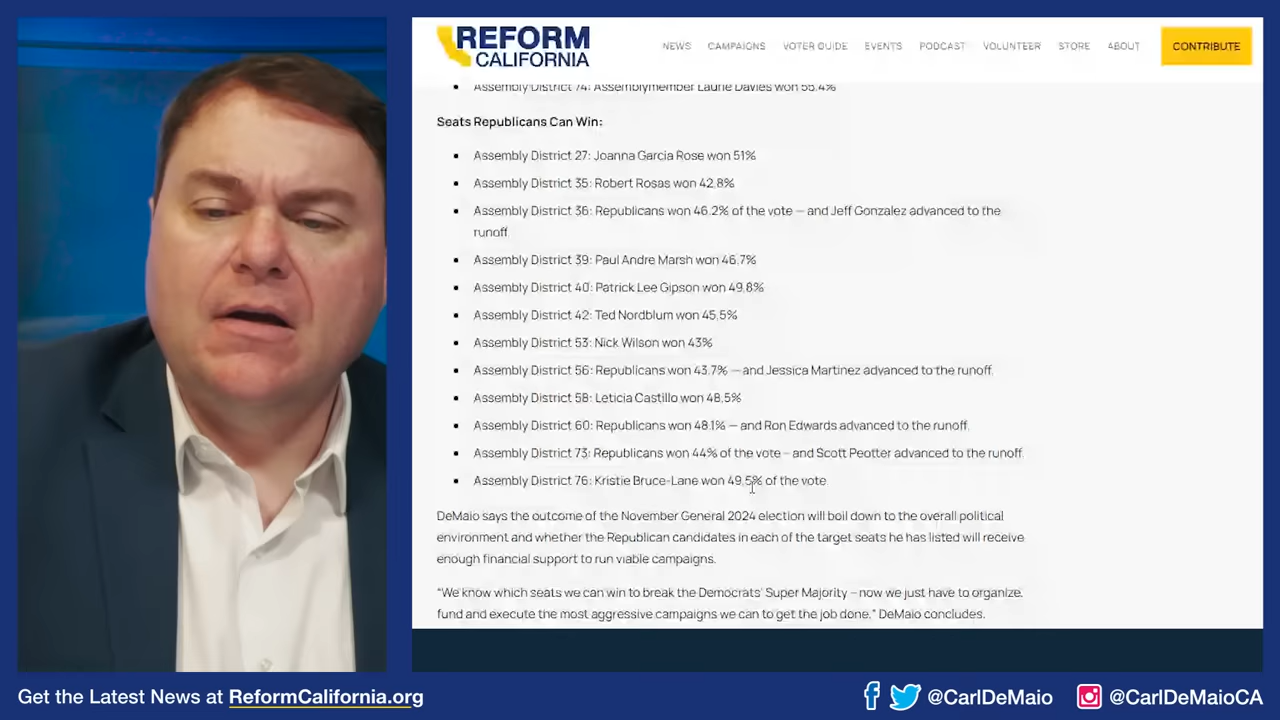 REFORM
CALIFORNIA
NEWS
CAMPAIGNS
VOTER GUIDE
EVENTS
PODCAST
VOLUNTEER
STORE
ABOUT
CONTRIBUTE
Assembly District 74: Assemblymember Laurie Davies won 55.4%
Seats Republicans Can Win:
Assembly District 27: Joanna Garcia Rose won 51%
Assembly District 35: Robert Rosas won 42.8%
Assembly District 36: Republicans won 46.2% of the vote — and Jeff Gonzalez advanced to the
runoff
Assembly District 39: Paul Andre Marsh won 46.7%
Assembly District 40: Patrick Lee Gipson won 49.8%
Assembly District 42: Ted Nordblum won 45.5%
Assembly District 53: Nick Wilson won 43%
Assembly District 56: Republicans won 43.7% — and Jessica Martinez advanced to the runoff.
Assembly District 58: Leticia Castillo won 48.5%
Assembly District 60: Republicans won 48.1% — and Ron Edwards advanced to the runoff.
Assembly District 73: Republicans won 44% of the vote – and Scott Peotter advanced to the runoff.
Assembly District 76: Kristie Bruce-Lane won 49.5% of the vote
DeMaio says the outcome of the November General 2024 election will boil down to the overall political
environment and whether the Republican candidates in each of the target seats he has listed will receive
enough financial support to run viable campaigns.
“We know which seats we can win to break the Democrats’ Super Majority – now we just have to organize,
fund and execute the most aggressive campaigns we can to get the job done,” DeMaio concludes.
Get the Latest News at ReformCalifornia.org
@CarlDeMaio
@CarlDeMaioCA